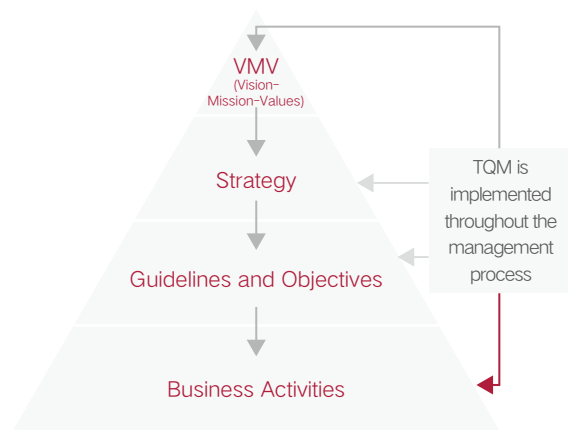 VMV
(Vision-
Mission-Values)
Strategy
Guidelines and Objectives
Business Activities
TQM is
implemented
throughout the
management
process